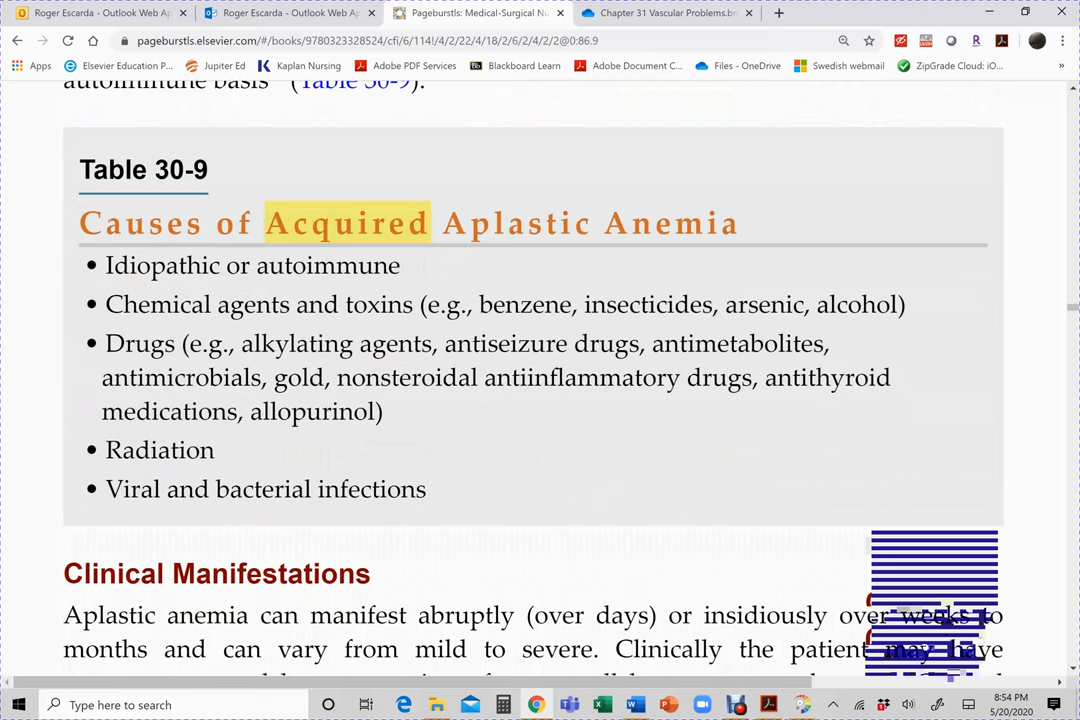 Roger Escarda - Outlook Web Ap
Roger Escarda - Outlook Web Ap
Pageburstls: Medical-Surgical Nu
Chapter 31 Vascular Problems.bm
pageburstls.elsevier.com/#/books/9780323328524/cfi/6/114!/4/2/22/4/18/2/6/2/4/2/2@0:86.9
Apps
Elsevier Education P...
Jupiter Ed
Kaplan Nursing
Adobe PDF Services
Blackboard Learn
Adobe Document C...
Files - OneDrive
Swedish webmail
ZipGrade Cloud: iO...
autoimmune basis (Table 30-9).
Table 30-9
Causes of Acquired Aplastic Anemia
• Idiopathic or autoimmune
• Chemical agents and toxins (e.g., benzene, insecticides, arsenic, alcohol)
• Drugs (e.g., alkylating agents, antiseizure drugs, antimetabolites,
antimicrobials, gold, nonsteroidal antiinflammatory drugs, antithyroid
medications, allopurinol)
• Radiation
• Viral and bacterial infections
Clinical Manifestations
Aplastic anemia can manifest abruptly (over days) or insidiously over weeks to
months and can vary from mild to severe. Clinically the patient may have
Type here to search
8:54 PM
5/20/2020